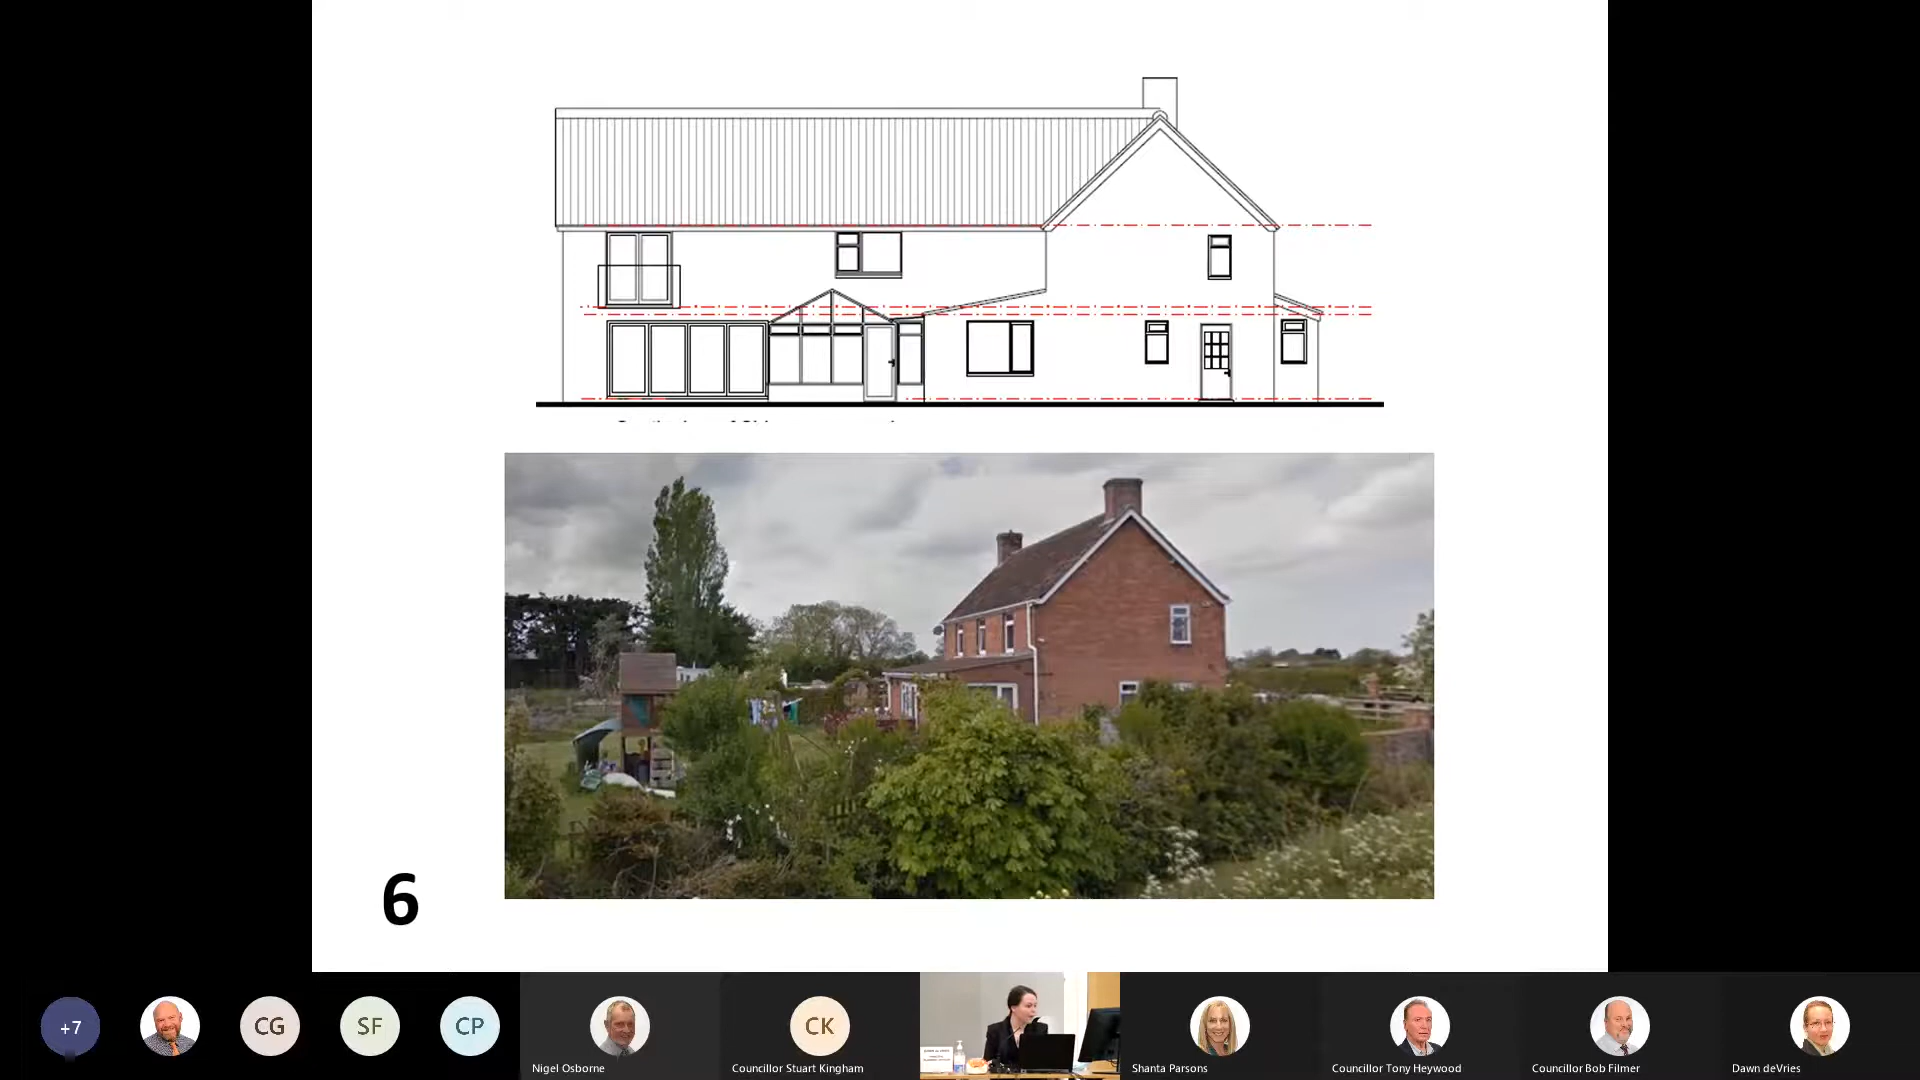 6
+7
CG
SF
CP
Nigel Osborne
CK
Councillor Stuart Kingham
Shanta Parsons
Councillor Tony Heywood
Councillor Bob Filmer
Dawn deVries